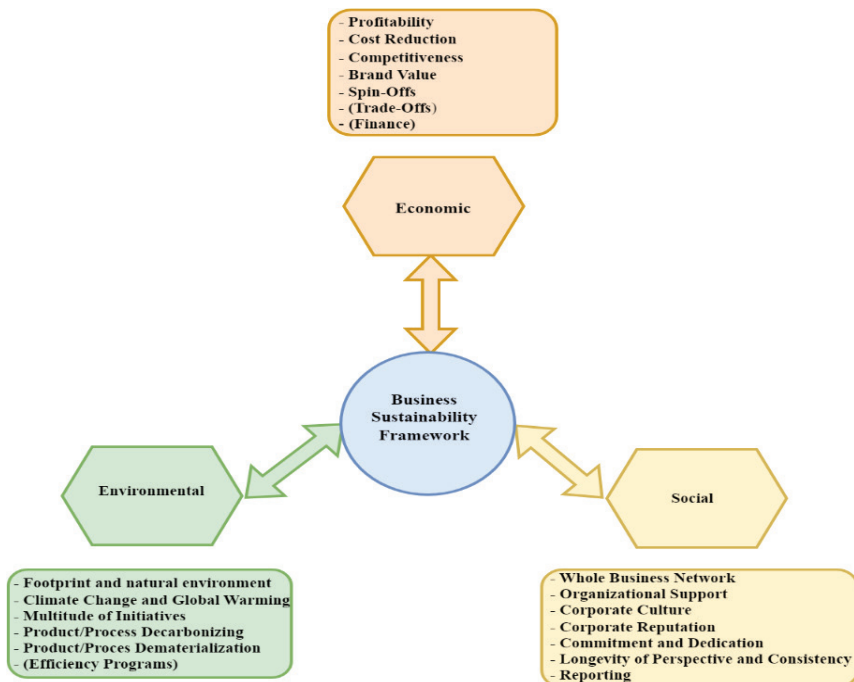 - Profitability
- Cost Reduction
- Competitiveness
- Brand Value
- Spin-Offs
- (Trade-Offs)
- (Finance)
Economic
Business
Sustainability
Framework
Environmental
Social
- Footprint and natural environment
- Climate Change and Global Warming
- Multitude of Initiatives
- Product/Process Decarbonizing
- Product/Proces Dematerialization
- (Efficiency Programs)
- Whole Business Network
- Organizational Support
- Corporate Culture
- Corporate Reputation
- Commitment and Dedication
- Longevity of Perspective and Consistency
- Reporting